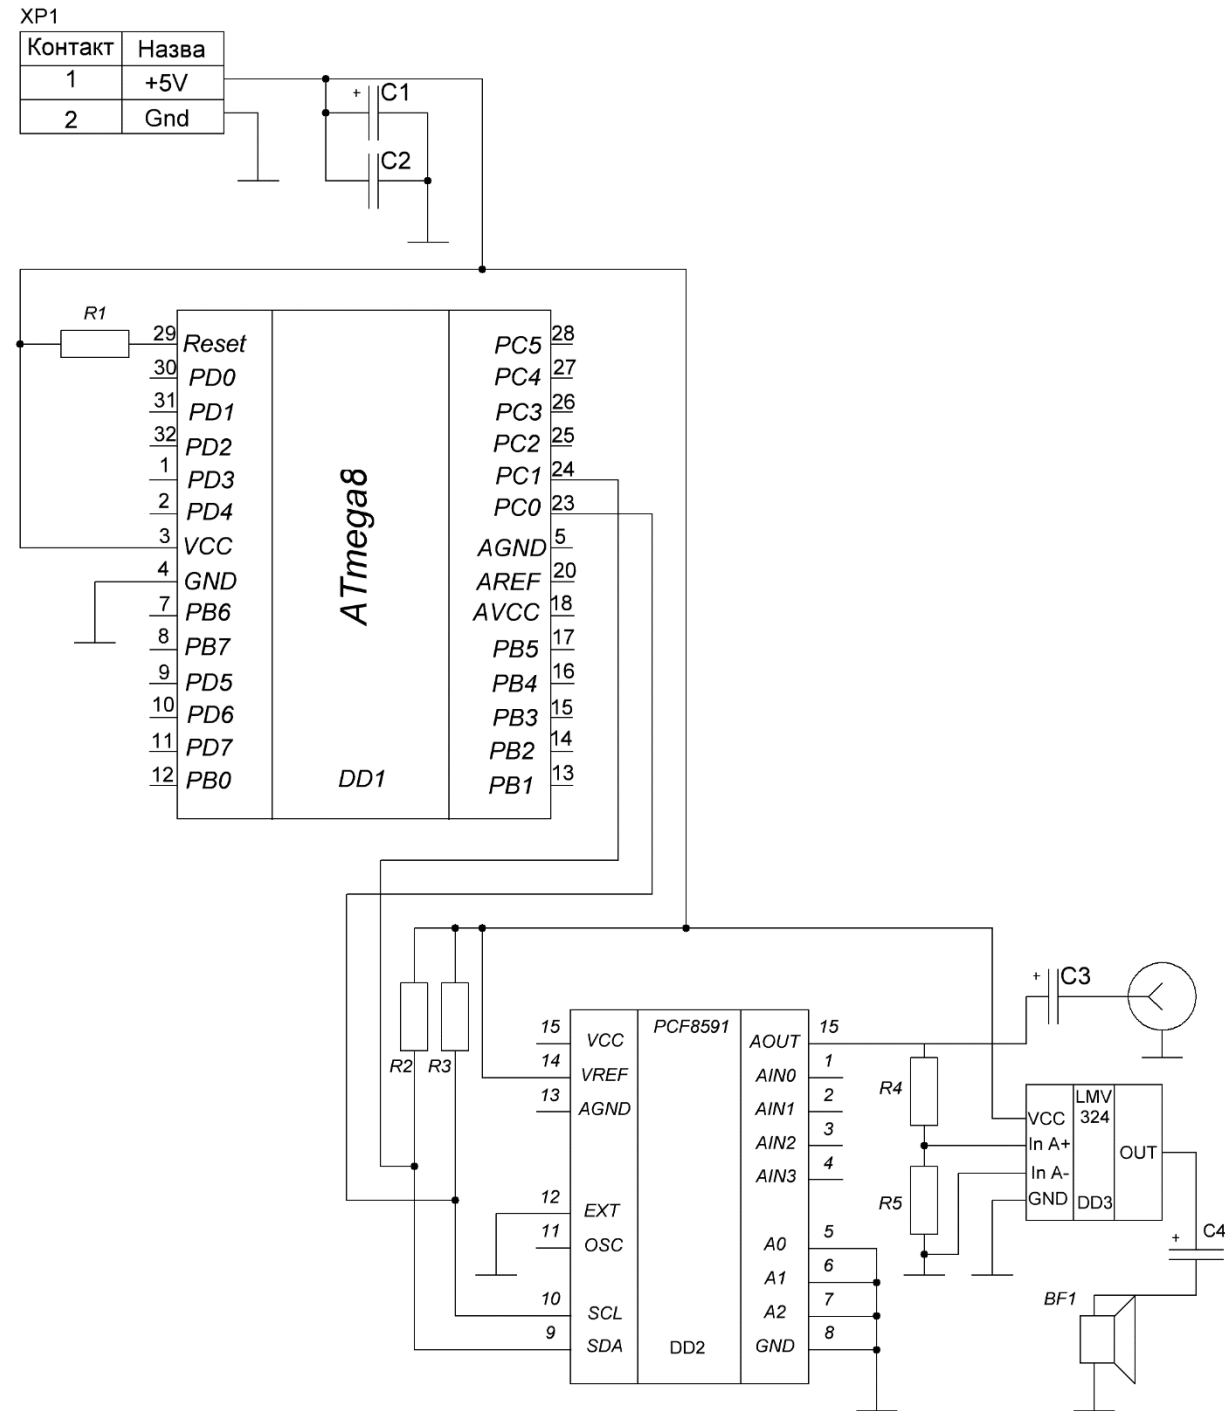 XP1
Контакт Назва
1 +5V
2 Gnd
+ C1
C2
R1
29 Reset
30 PD0
31 PD1
32 PD2
1 PD3
2 PD4
3 VCC
4 GND
7 PB6
8 PB7
9 PD5
10 PD6
11 PD7
12 PB0
ATmega8
DD1
PC5 28
PC4 27
PC3 26
PC2 25
PC1 24
PC0 23
AGND 5
AREF 20
AVCC 18
PB5 17
PB4 16
PB3 15
PB2 14
PB1 13
R2 R3
15 VCC
14 VREF
13 AGND
12 EXT
11 OSC
10 SCL
9 SDA
PCF8591
DD2
AOUT 15
AIN0 1
AIN1 2
AIN2 3
AIN3 4
A0 5
A1 6
A2 7
GND 8
R4
R5
+ C3
VCC
In A+
In A-
GND
LMV
324
DD3
OUT
+ C4
BF1